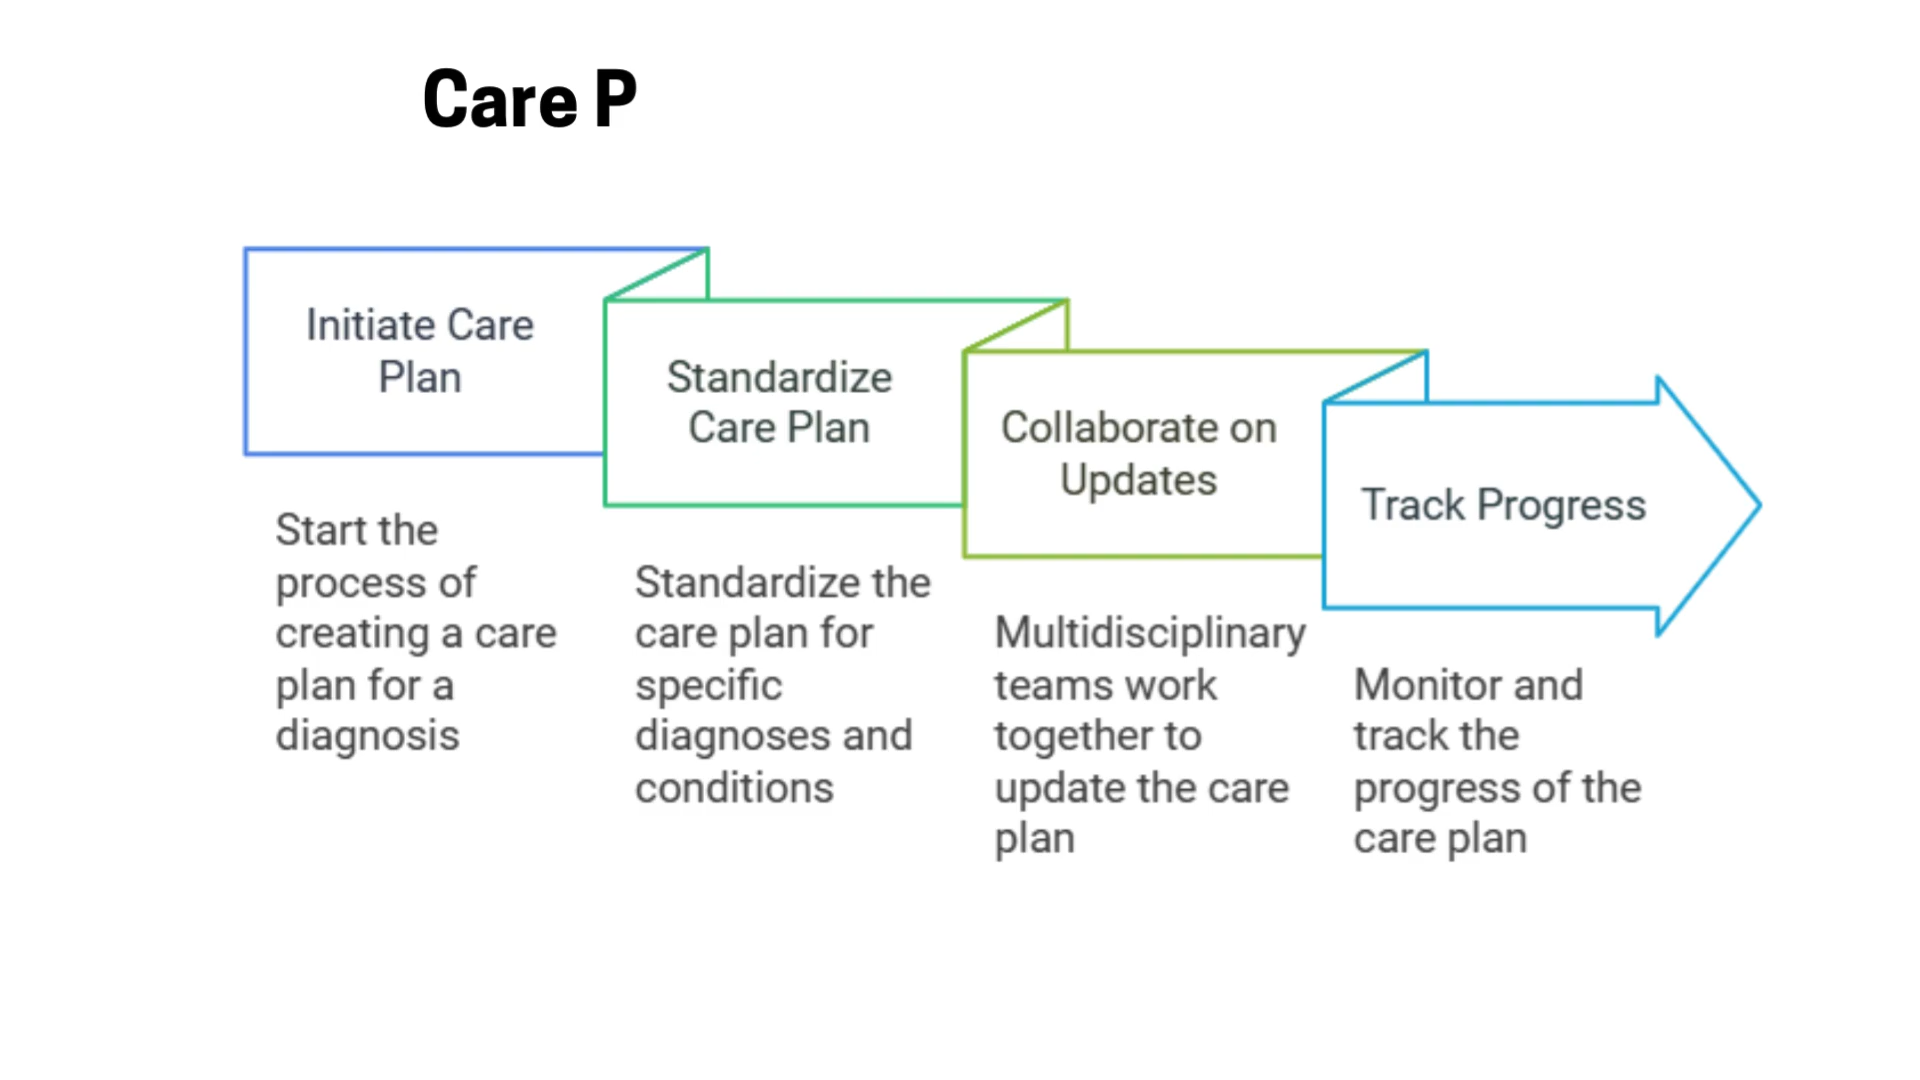 Care P
Initiate Care
Plan
Start the
process of
creating a care
plan for a
diagnosis
Standardize
Care Plan
Standardize the
care plan for
specific
diagnoses and
conditions
Collaborate on
Updates
Multidisciplinary
teams work
together to
update the care
plan
Track Progress
Monitor and
track the
progress of the
care plan